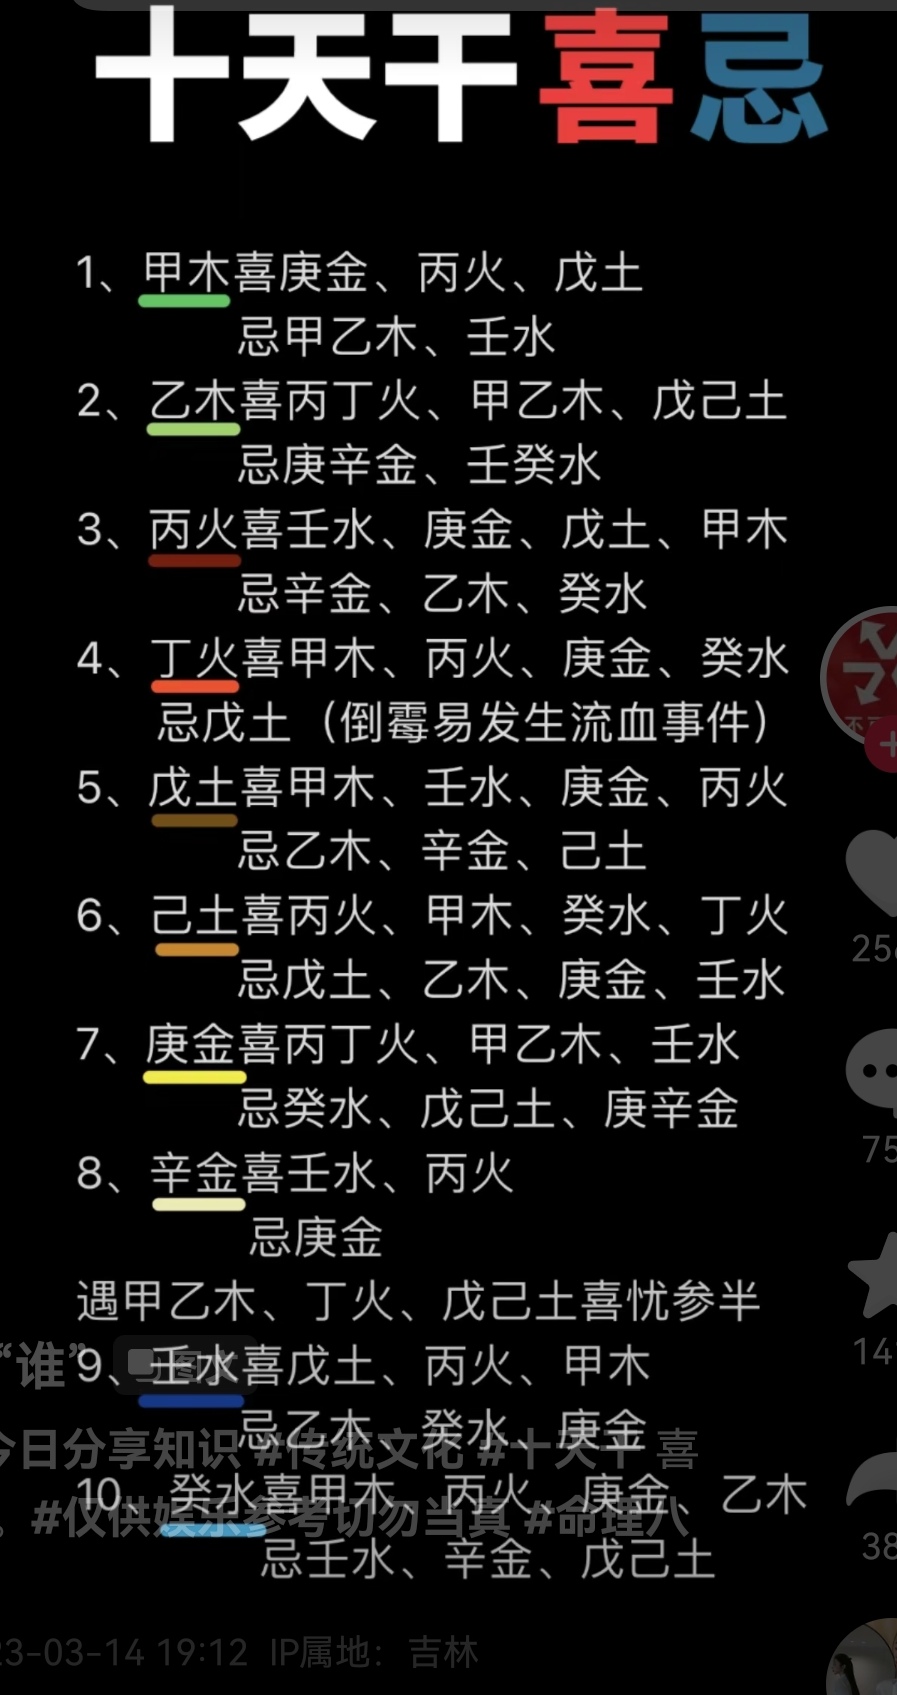 十天干喜忌
1、甲木喜庚金、丙火、戊土
忌甲乙木、壬水
2、乙木喜丙丁火、甲乙木、戊己土
忌庚辛金、壬癸水
3、丙火喜壬水、庚金、戊土、甲木
忌辛金、乙木、癸水
4、丁火喜甲木、丙火、庚金、癸水
忌戊土（倒霉易发生流血事件）
5、戊土喜甲木、壬水、庚金、丙火
忌乙木、辛金、己土
6、己土喜丙火、甲木、癸水、丁火
忌戊土、乙木、庚金、壬水
7、庚金喜丙丁火、甲乙木、壬水
忌癸水、戊己土、庚辛金
8、辛金喜壬水、丙火
忌庚金
遇甲乙木、丁火、戊己土喜忧参半
“谁”
9、壬水喜戊土、丙火、甲木
忌乙木、癸水、庚金
今日分享知识 #传统文化 #十天干 喜
10、癸水喜甲木、丙火、庚金、乙木
。#仅供娱乐参考切勿当真 #命理八
忌壬水、辛金、戊己土
23-03-14 19:12 IP属地：吉林